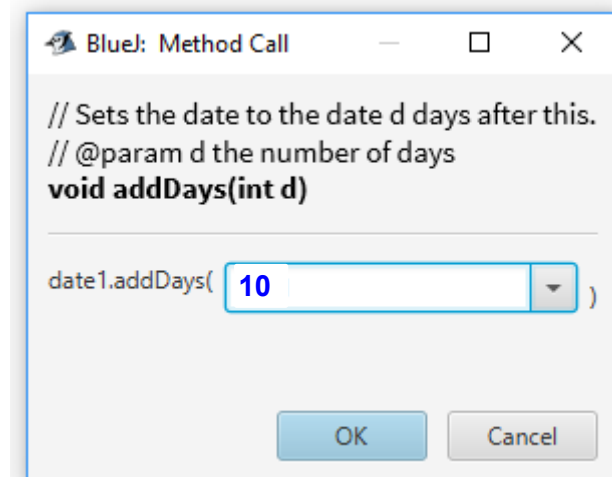 BlueJ: Method Call
// Sets the date to the date d days after this.
// @param d the number of days
void addDays(int d)
date1.addDays( 10 )
OK Cancel